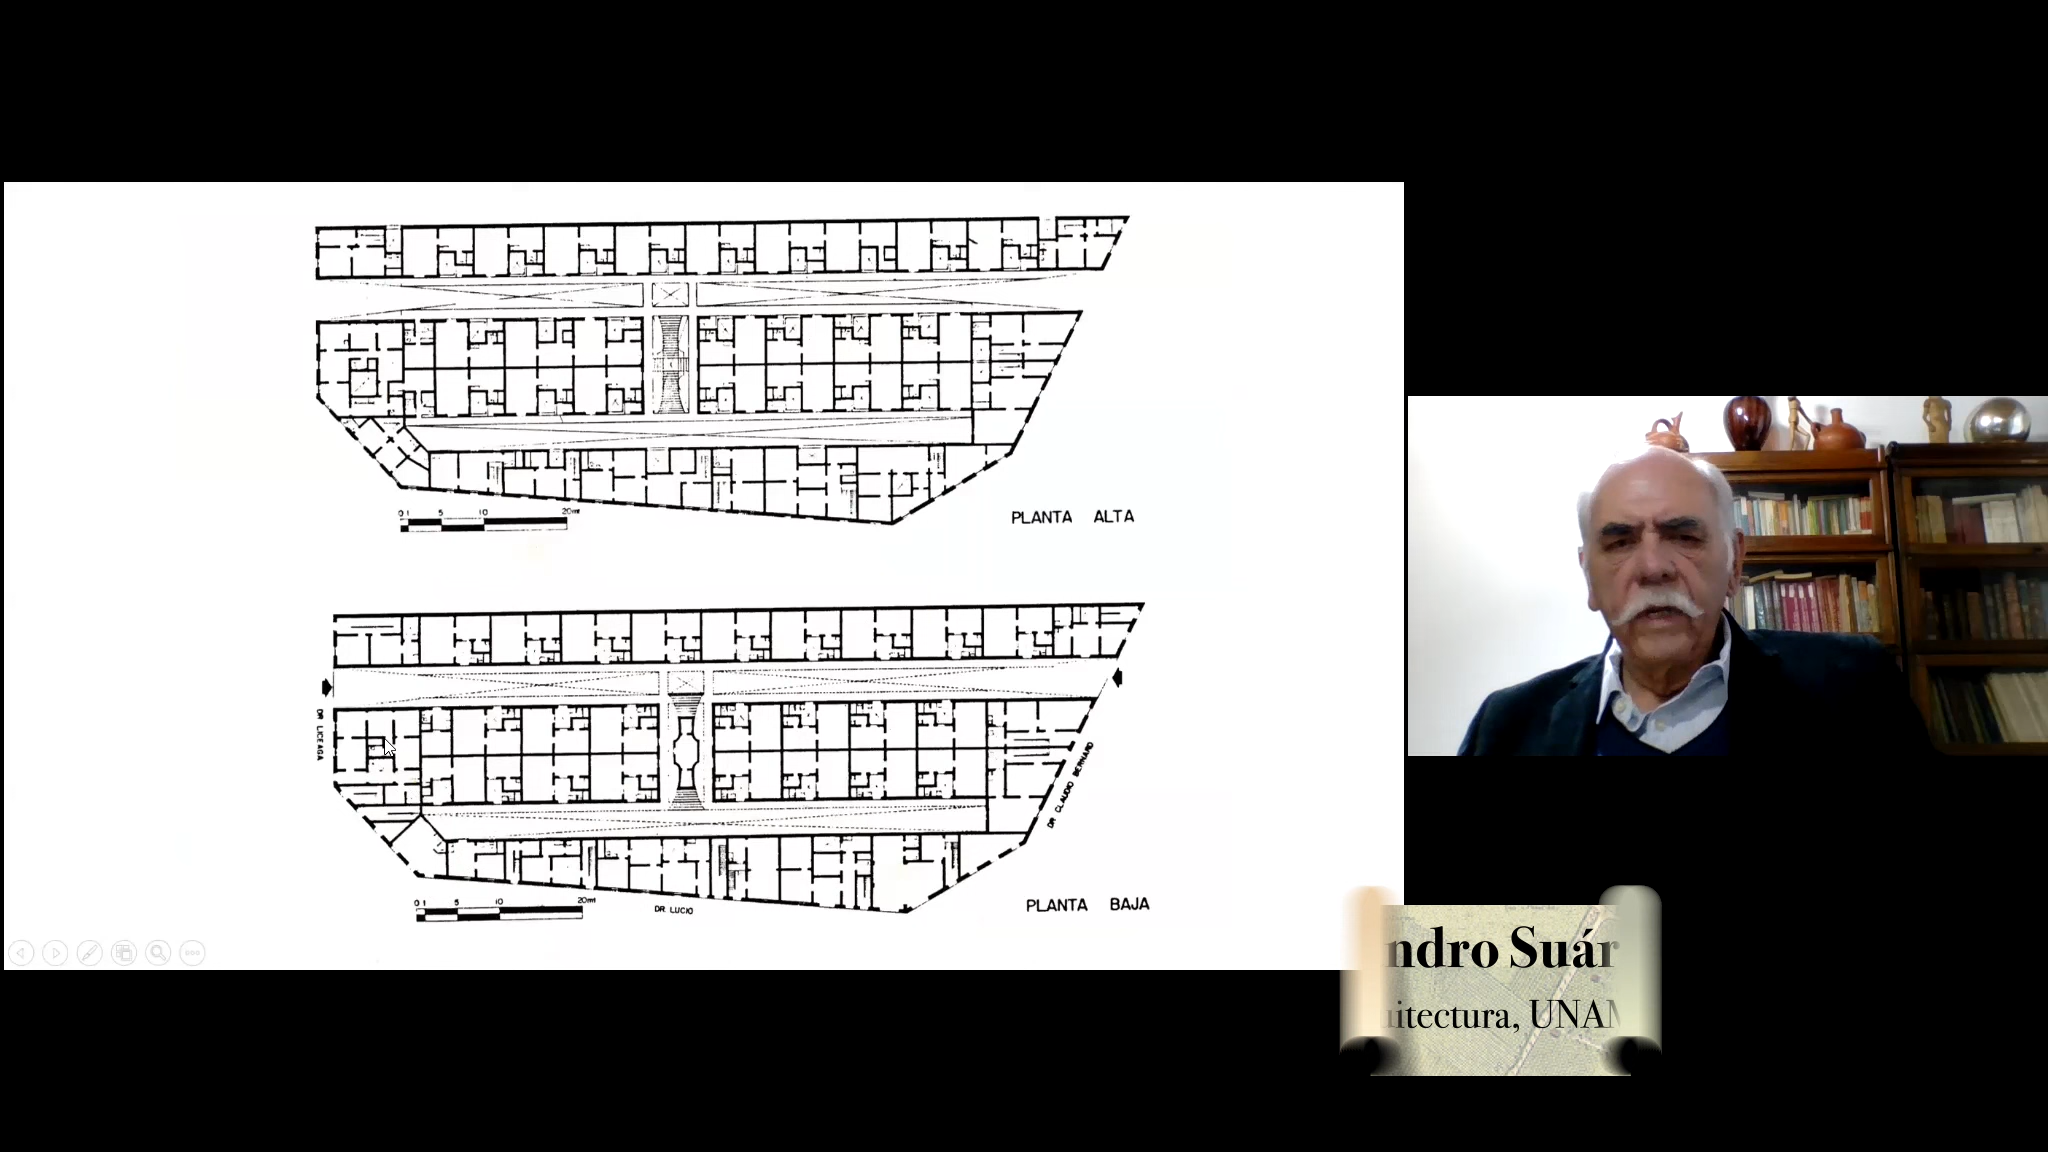 0 1 5 10 20mt
PLANTA ALTA
DR. LICEAGA
DR. CLAUDIO BERNARD
0 1 5 10 20mt
DR. LUCIO
PLANTA BAJA
ndro Suár
uitectura, UNAM